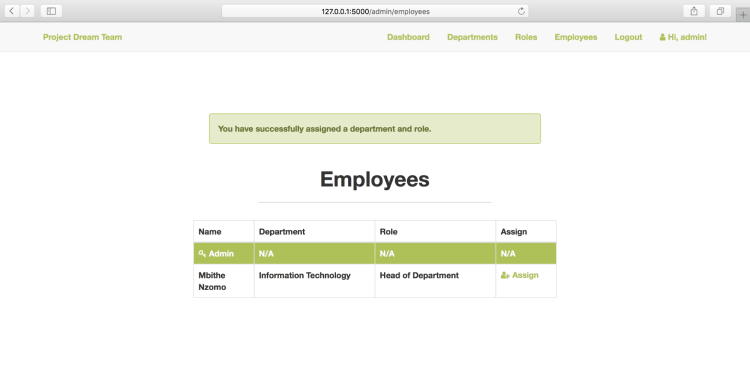 127.0.0.1:5000/admin/employees
Project Dream Team Dashboard Departments Roles Employees Logout Hi, admin!
You have successfully assigned a department and role.
Employees
Name Department Role Assign
Admin N/A N/A N/A
Mbithe Information Technology Head of Department Assign
Nzomo